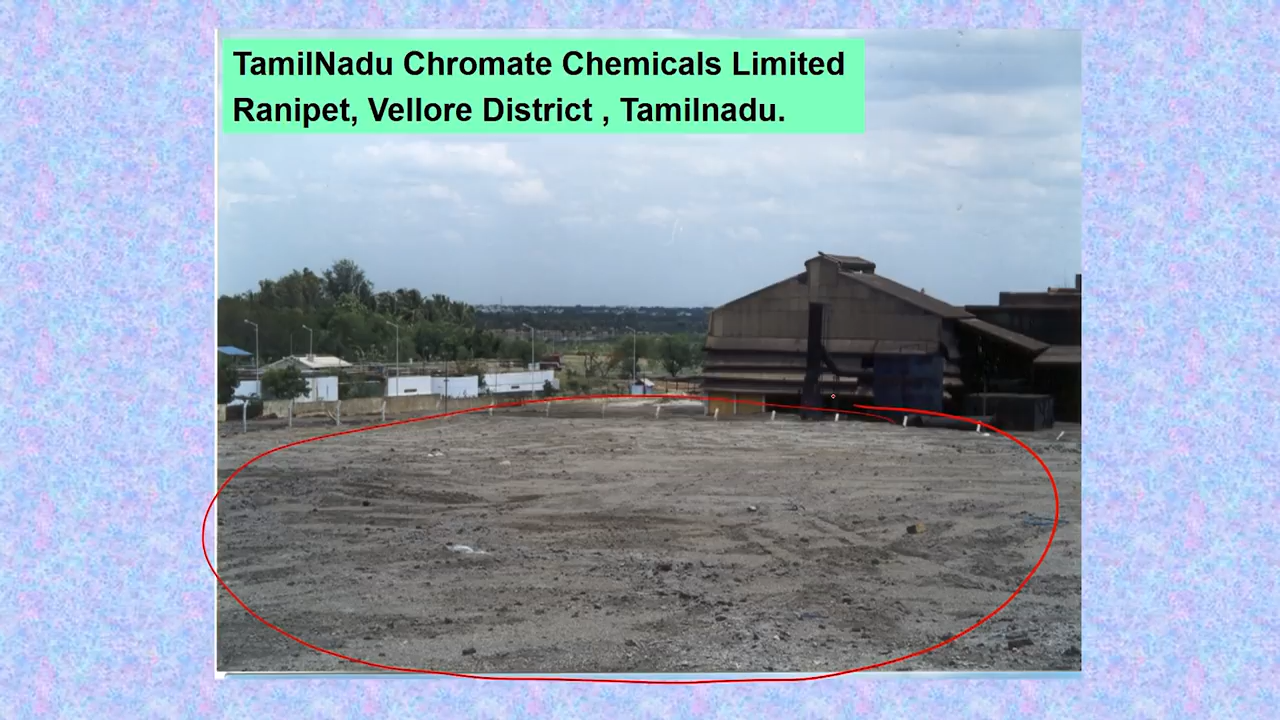 TamilNadu Chromate Chemicals Limited
Ranipet, Vellore District , Tamilnadu.